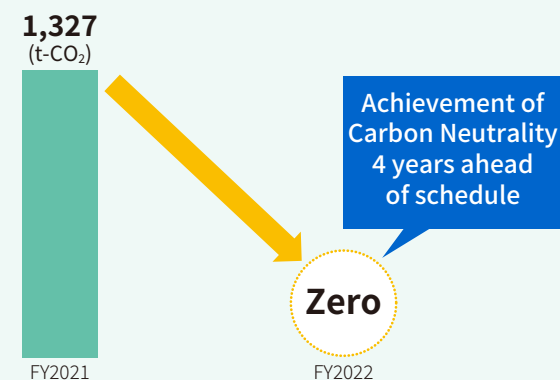 1,327
(t-CO₂)
Achievement of
Carbon Neutrality
4 years ahead
of schedule
Zero
FY2021
FY2022